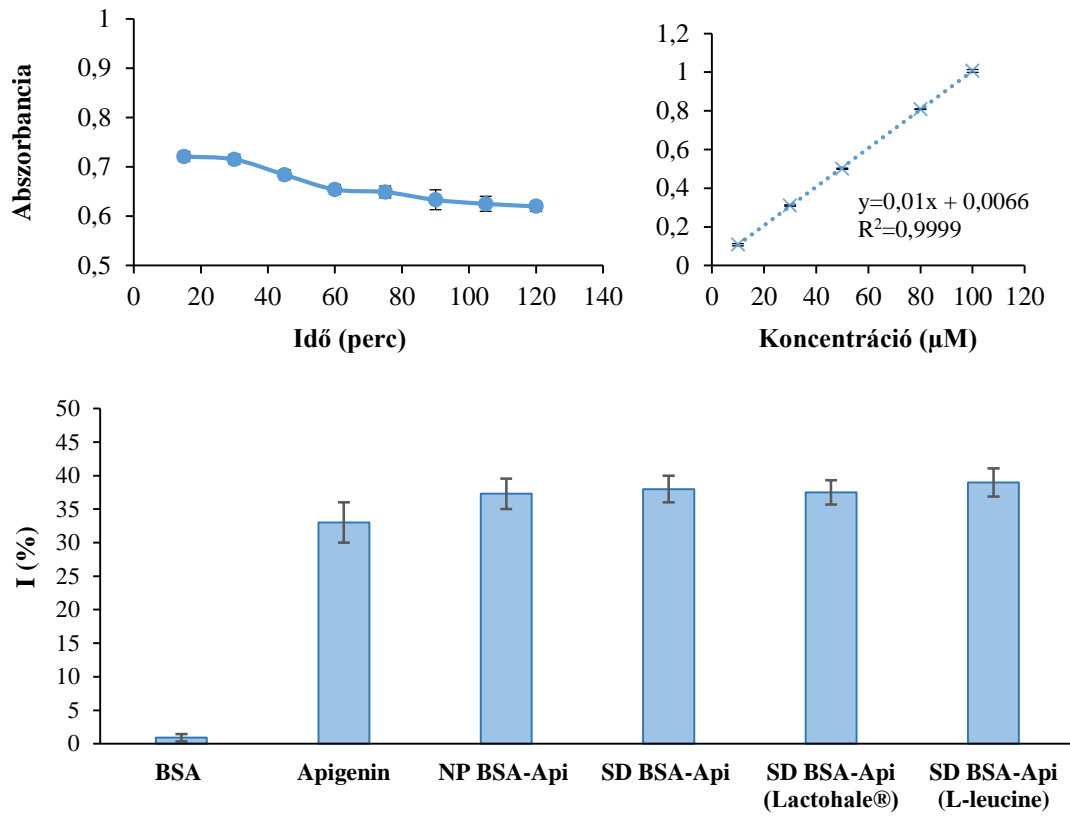 1
0,9
0,8
0,7
0,6
0,5
Abszorbancia
0 20 40 60 80 100 120 140
Idő (perc)
1,2
1
0,8
0,6
0,4
0,2
0
y=0,01x + 0,0066
R²=0,9999
0 20 40 60 80 100 120
Koncentráció (μM)
50
45
40
35
30
25
20
15
10
5
0
I (%)
BSA Apigenin NP BSA-Api SD BSA-Api SD BSA-Api SD BSA-Api
(Lactohale®) (L-leucine)